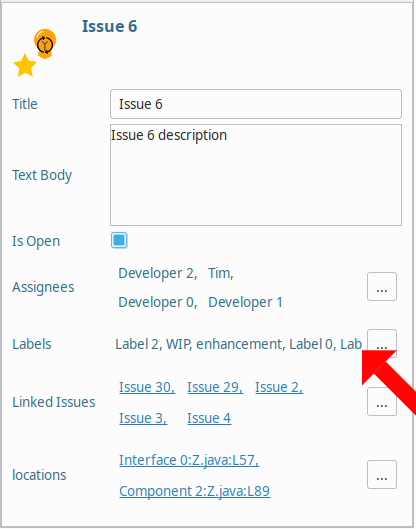 Issue 6
Title
Issue 6
Text Body
Issue 6 description
Is Open
Assignees
Developer 2, Tim,
Developer 0, Developer 1
...
Labels
Label 2, WIP, enhancement, Label 0, Lab
...
Linked Issues
Issue 30, Issue 29, Issue 2,
Issue 3, Issue 4
...
locations
Interface 0:Z.java:L57,
Component 2:Z.java:L89
...